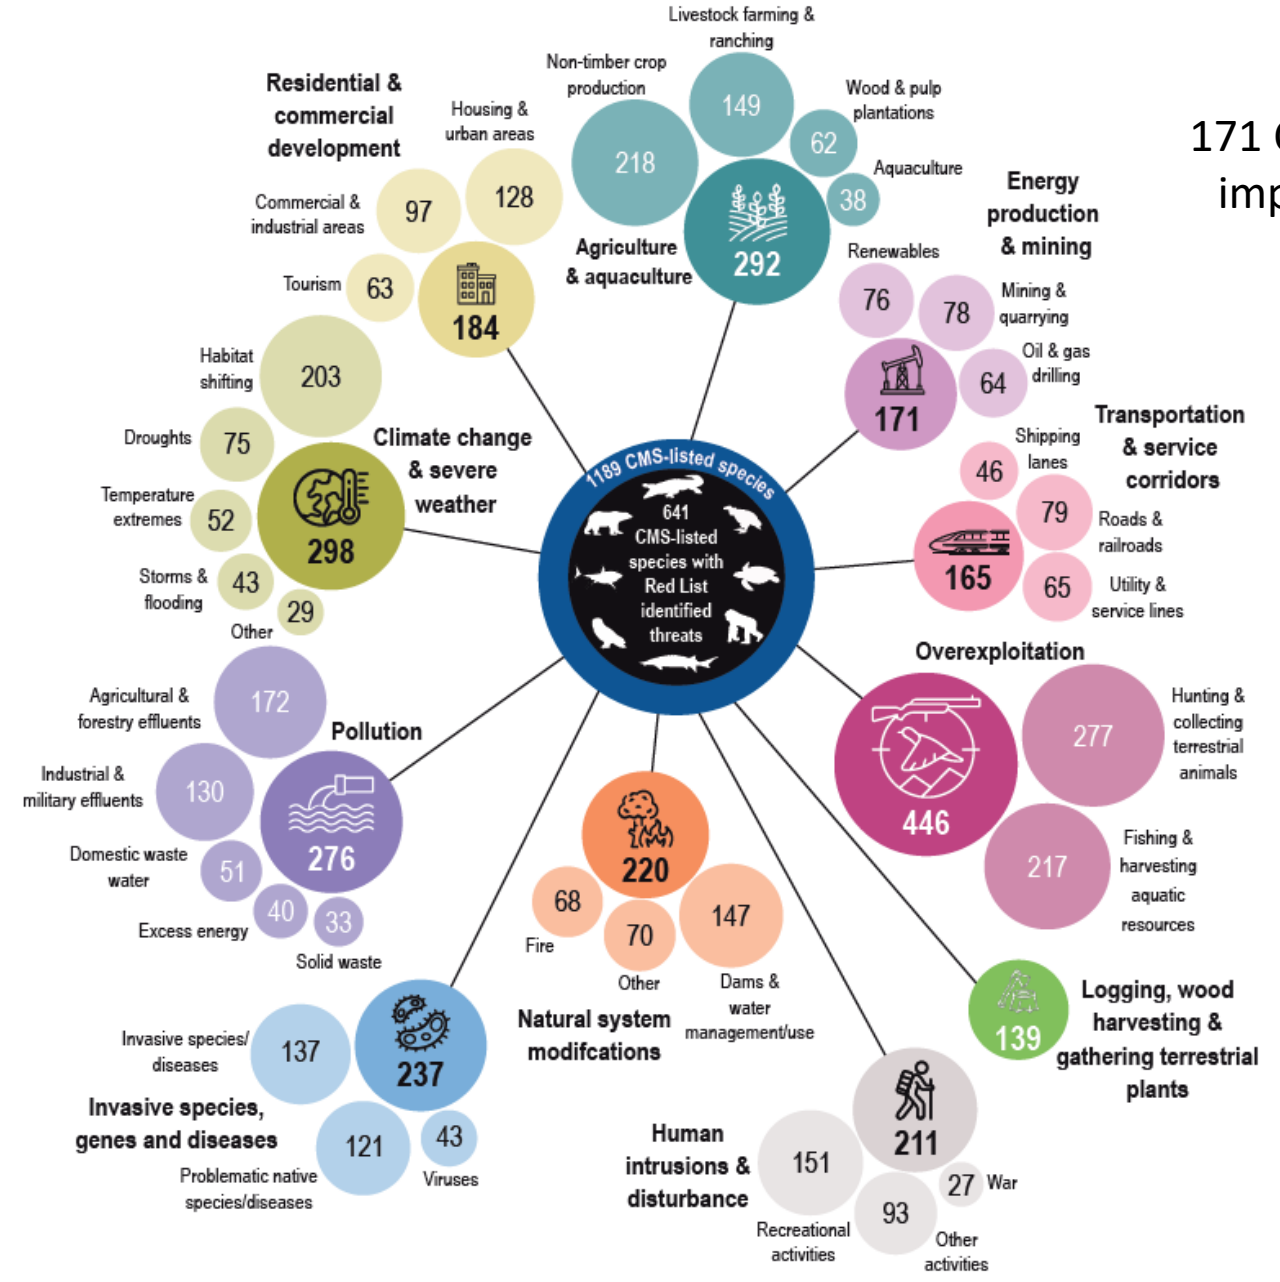 Livestock farming &
ranching
149
Non-timber crop
production
218
Wood & pulp
plantations
62
Aquaculture
38
Agriculture
& aquaculture
292
171
imp
Residential &
commercial
development
Housing &
urban areas
128
Commercial &
industrial areas
97
Tourism
63
184
Energy
production
& mining
Renewables
76
78
Mining &
quarrying
Oil & gas
drilling
64
171
Transportation
& service
corridors
Shipping
lanes
46
79
Roads &
railroads
65
Utility &
service lines
165
Habitat
shifting
203
Droughts
75
Temperature
extremes
52
Storms &
flooding
43
29
Other
Climate change
& severe
weather
298
1189 CMS-listed species
641
CMS-listed
species with
Red List
identified
threats
Overexploitation
446
277
Hunting &
collecting
terrestrial
animals
217
Fishing &
harvesting
aquatic
resources
Agricultural &
forestry effluents
172
Pollution
Industrial &
military effluents
130
276
Domestic waste
water
51
Excess energy
40
33
Solid waste
220
68
Fire
70
Other
147
Dams &
water
management/use
Natural system
modifcations
139
Logging, wood
harvesting &
gathering terrestrial
plants
Invasive species/
diseases
137
237
Invasive species,
genes and diseases
121
Problematic native
species/diseases
43
Viruses
Human
intrusions &
disturbance
211
151
Recreational
activities
93
Other
activities
27
War